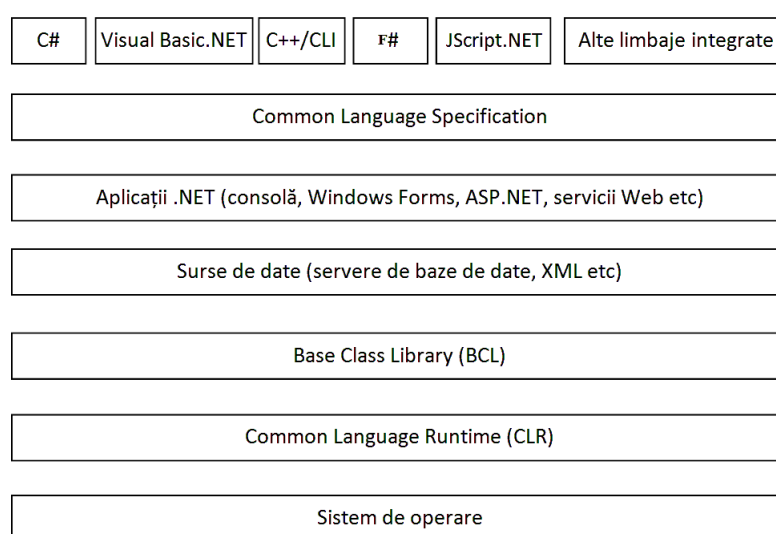 C# Visual Basic.NET C++/CLI F# JScript.NET Alte limbaje integrate
Common Language Specification
Aplicații .NET (consolă, Windows Forms, ASP.NET, servicii Web etc)
Surse de date (servere de baze de date, XML etc)
Base Class Library (BCL)
Common Language Runtime (CLR)
Sistem de operare